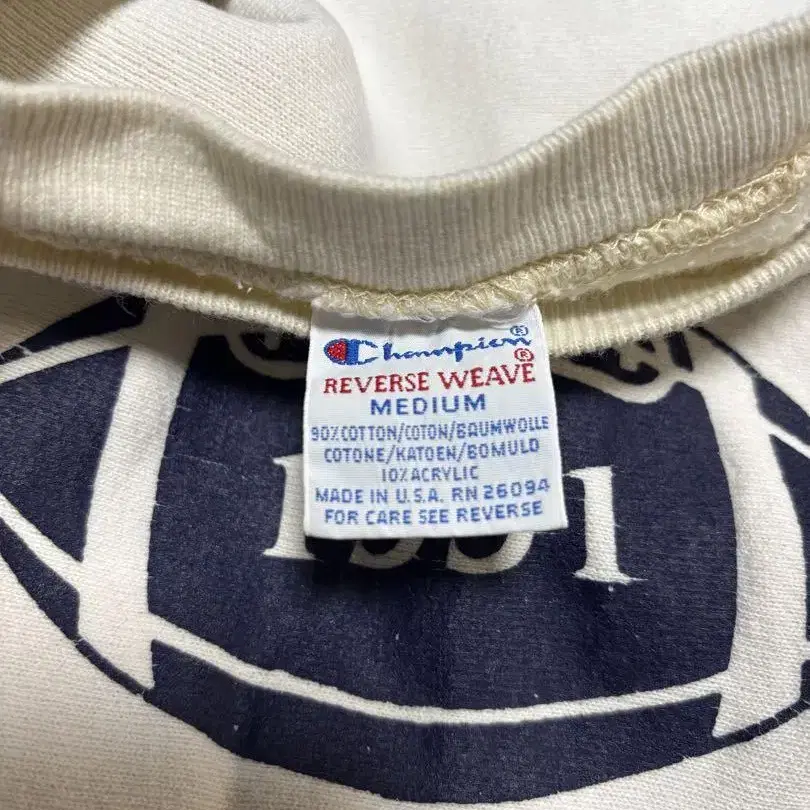 Champion®
REVERSE WEAVE®
MEDIUM
90% COTTON/COTON/BAUMWOLLE
COTONE/KATOEN/BOMULD
10% ACRYLIC
MADE IN U.S.A. RN 26094
FOR CARE SEE REVERSE
1991